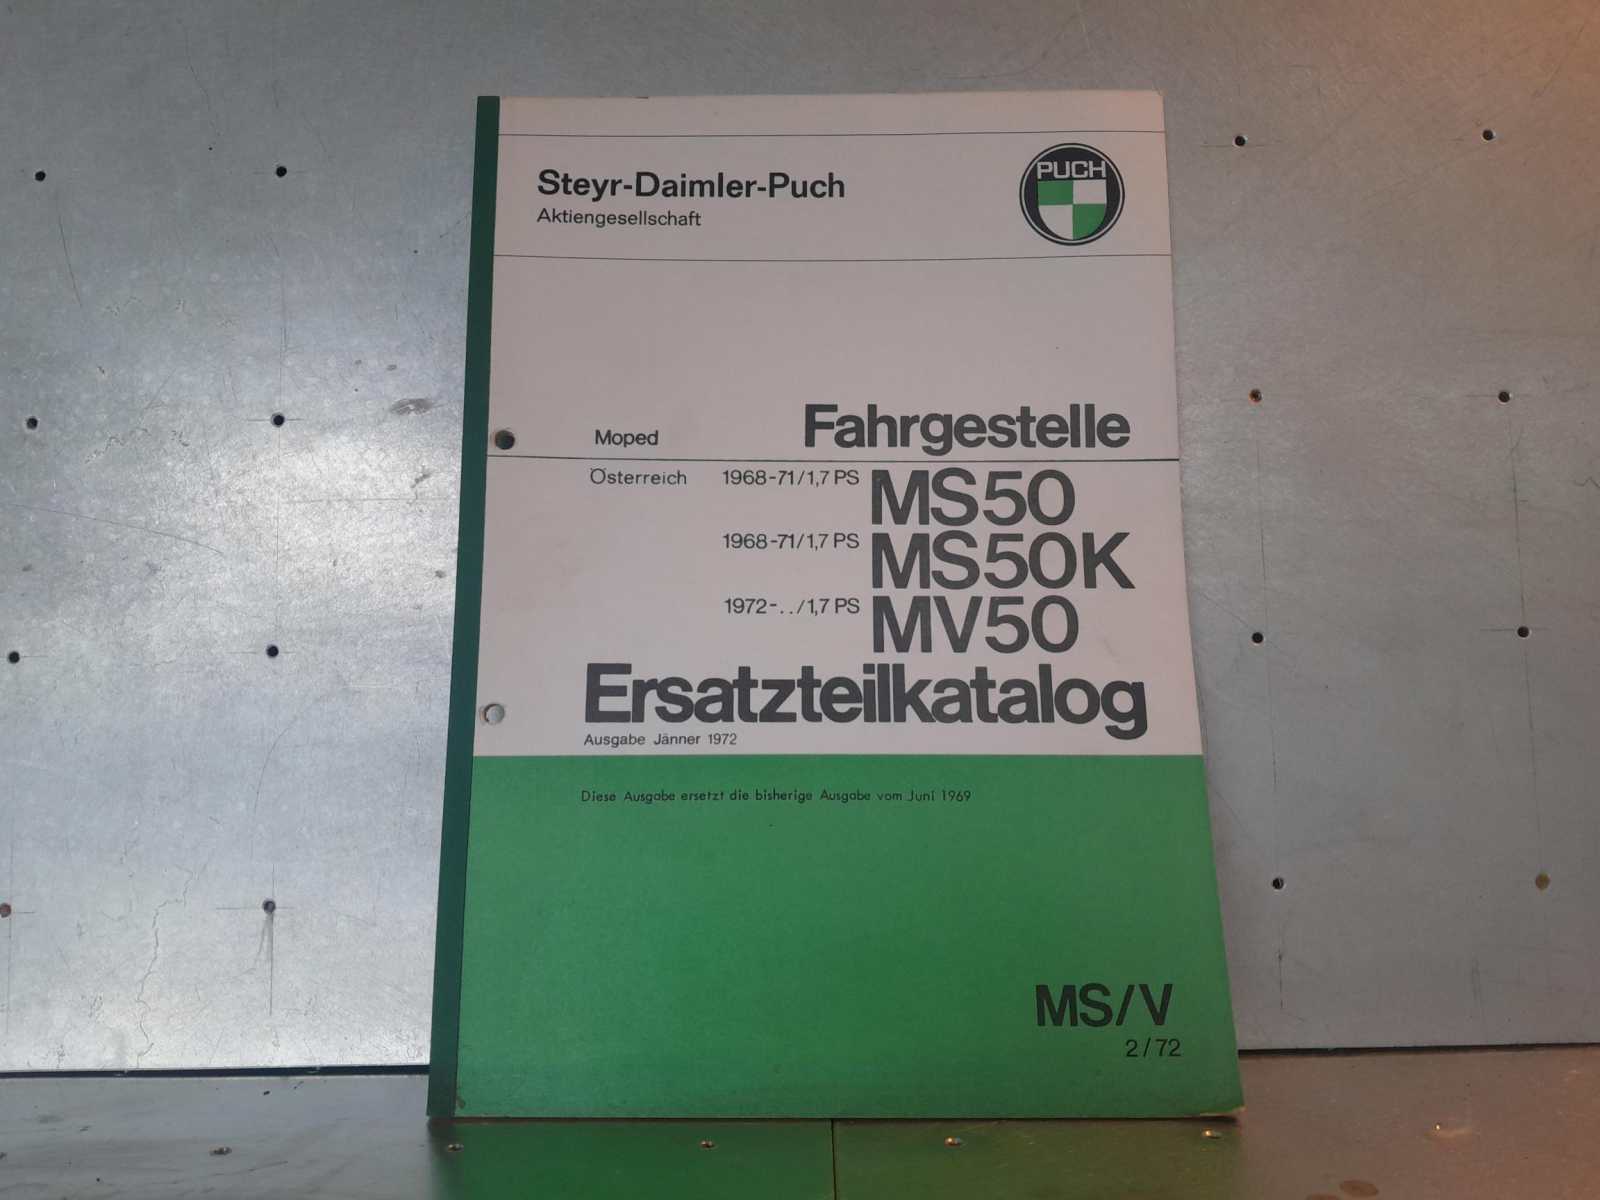 Steyr-Daimler-Puch
Aktiengesellschaft
PUCH
Moped Fahrgestelle
Österreich 1968-71/1,7 PS MS50
1968-71/1,7 PS MS50K
1972-../1,7 PS MV50
Ersatzteilkatalog
Ausgabe Jänner 1972
Diese Ausgabe ersetzt die bisherige Ausgabe vom Juni 1969
MS/V
2/72